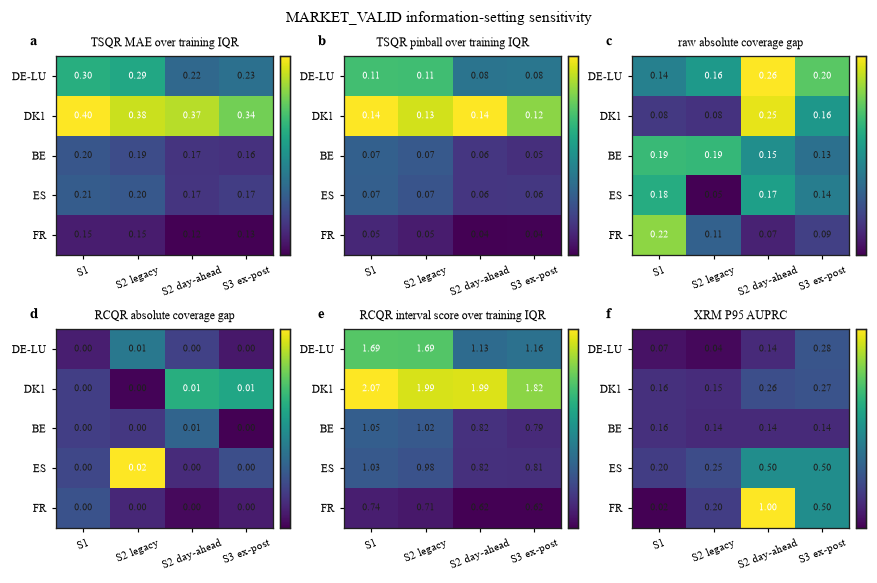 MARKET_VALID information-setting sensitivity
a TSQR MAE over training IQR
DE-LU 0.30 0.29 0.22 0.23
DK1 0.40 0.38 0.37 0.34
BE 0.20 0.19 0.17 0.16
ES 0.21 0.20 0.17 0.17
FR 0.15 0.15
S1 S2 legacy S2 day-ahead S3 ex-post
b TSQR pinball over training IQR
DE-LU 0.11 0.11 0.08 0.08
DK1 0.14 0.13 0.14 0.12
BE 0.07 0.07 0.06 0.05
ES 0.07 0.07 0.06 0.06
FR 0.05 0.05
S1 S2 legacy S2 day-ahead S3 ex-post
c raw absolute coverage gap
DE-LU 0.14 0.16 0.26 0.20
DK1 0.08 0.08 0.25 0.16
BE 0.19 0.19 0.15 0.13
ES 0.18 0.17 0.14
FR 0.22 0.11 0.07 0.09
S1 S2 legacy S2 day-ahead S3 ex-post
d RCQR absolute coverage gap
DE-LU 0.00 0.01 0.00 0.00
DK1 0.00 0.01 0.01
BE 0.00 0.00 0.01
ES 0.00 0.02 0.00 0.00
FR 0.00 0.00
S1 S2 legacy S2 day-ahead S3 ex-post
e RCQR interval score over training IQR
DE-LU 1.69 1.69 1.13 1.16
DK1 2.07 1.99 1.99 1.82
BE 1.05 1.02 0.82 0.79
ES 1.03 0.98 0.82 0.81
FR 0.74 0.71
S1 S2 legacy S2 day-ahead S3 ex-post
f XRM P95 AUPRC
DE-LU 0.07 0.14 0.28
DK1 0.16 0.15 0.26 0.27
BE 0.16 0.14 0.14 0.14
ES 0.20 0.25 0.50 0.50
FR 0.20 1.00 0.50
S1 S2 legacy S2 day-ahead S3 ex-post